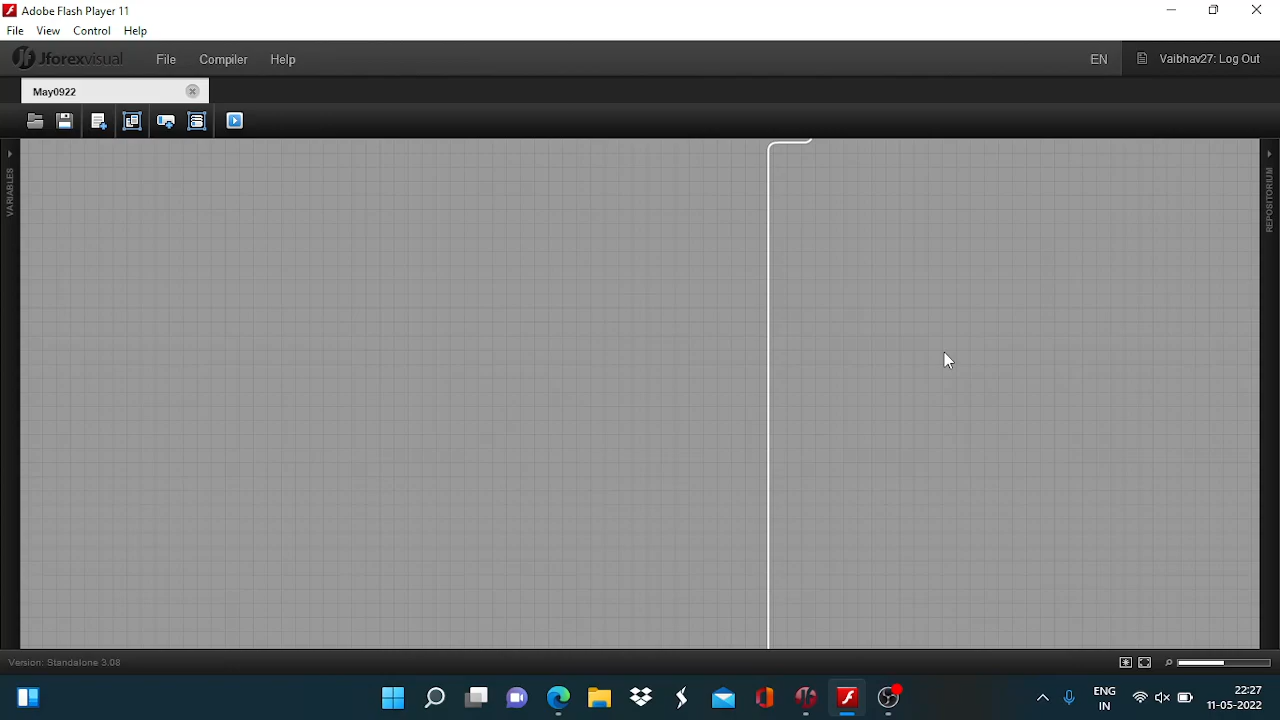 Adobe Flash Player 11
File View Control Help
Jforexvisual File Compiler Help EN Vaibhav27: Log Out
May0922
VARIABLES
REPOSITORIUM
Version: Standalone 3.08
ENG
IN
22:27
11-05-2022